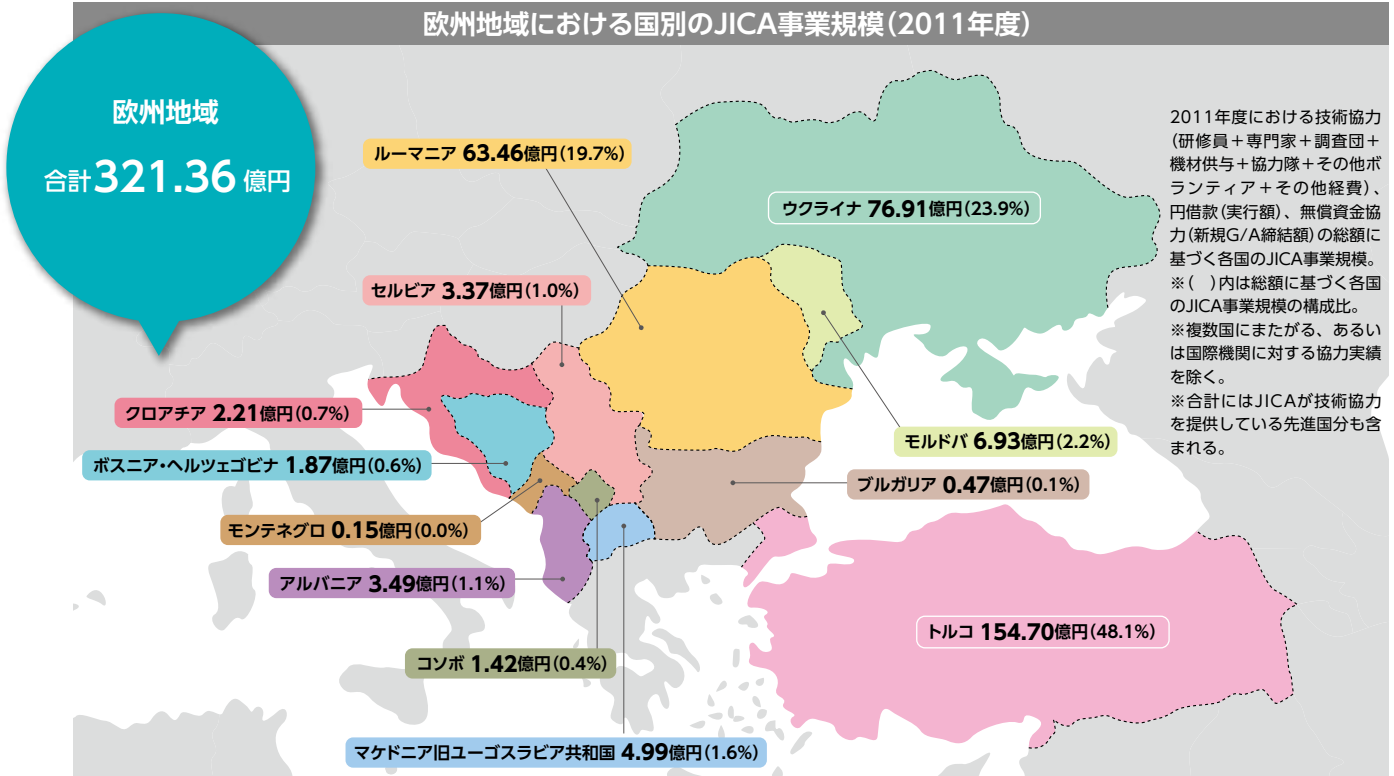 欧州地域における国別のJICA事業規模（2011年度）
欧州地域
合計321.36億円
ルーマニア 63.46億円（19.7%）
ウクライナ 76.91億円（23.9%）
セルビア 3.37億円（1.0%）
クロアチア 2.21億円（0.7%）
モルドバ 6.93億円（2.2%）
ボスニア・ヘルツェゴビナ 1.87億円（0.6%）
ブルガリア 0.47億円（0.1%）
モンテネグロ 0.15億円（0.0%）
アルバニア 3.49億円（1.1%）
トルコ 154.70億円（48.1%）
コソボ 1.42億円（0.4%）
マケドニア旧ユーゴスラビア共和国 4.99億円（1.6%）
2011年度における技術協力
（研修員＋専門家＋調査団＋
機材供与＋協力隊＋その他ボ
ランティア＋その他経費）、
円借款（実行額）、無償資金協
力（新規G/A締結額）の総額に
基づく各国のJICA事業規模。
※（　）内は総額に基づく各国
のJICA事業規模の構成比。
※複数国にまたがる、あるい
は国際機関に対する協力実績
を除く。
※合計にはJICAが技術協力
を提供している先進国分も含
まれる。